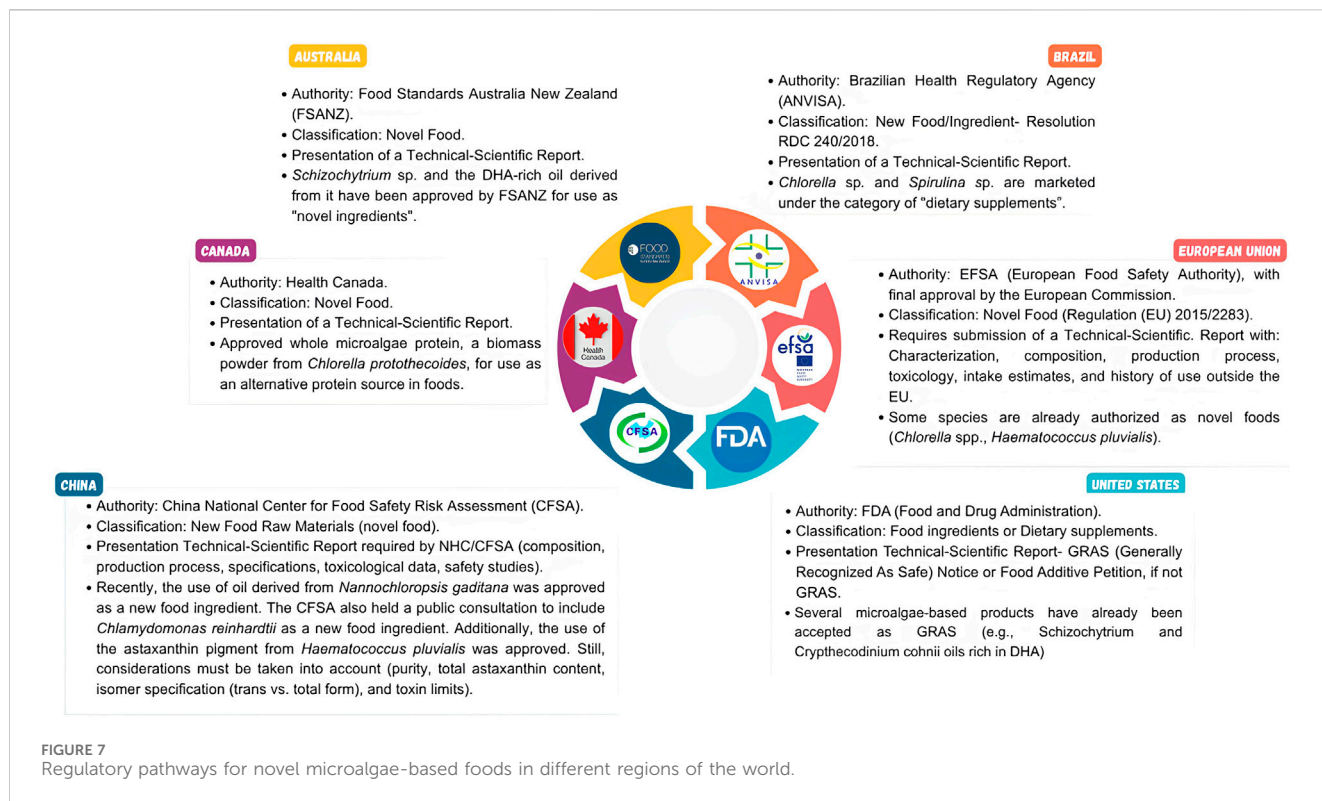 AUSTRALIA
• Authority: Food Standards Australia New Zealand
(FSANZ).
• Classification: Novel Food.
• Presentation of a Technical-Scientific Report.
• Schizochytrium sp. and the DHA-rich oil derived
from it have been approved by FSANZ for use as
"novel ingredients".
BRAZIL
• Authority: Brazilian Health Regulatory Agency
(ANVISA).
• Classification: New Food/Ingredient- Resolution
RDC 240/2018.
• Presentation of a Technical-Scientific Report.
• Chlorella sp. and Spirulina sp. are marketed
under the category of "dietary supplements".
CANADA
• Authority: Health Canada.
• Classification: Novel Food.
• Presentation of a Technical-Scientific Report.
• Approved whole microalgae protein, a biomass
powder from Chlorella protothecoides, for use as
an alternative protein source in foods.
FOOD
ANVISA
Health
Canada
efsa
CFSA
FDA
EUROPEAN UNION
• Authority: EFSA (European Food Safety Authority), with
final approval by the European Commission.
• Classification: Novel Food (Regulation (EU) 2015/2283).
• Requires submission of a Technical-Scientific. Report with:
Characterization, composition, production process,
toxicology, intake estimates, and history of use outside the
EU.
• Some species are already authorized as novel foods
(Chlorella spp., Haematococcus pluvialis).
CHINA
• Authority: China National Center for Food Safety Risk Assessment (CFSA).
• Classification: New Food Raw Materials (novel food).
• Presentation Technical-Scientific Report required by NHC/CFSA (composition,
production process, specifications, toxicological data, safety studies).
• Recently, the use of oil derived from Nannochloropsis gaditana was approved
as a new food ingredient. The CFSA also held a public consultation to include
Chlamydomonas reinhardtii as a new food ingredient. Additionally, the use of
the astaxanthin pigment from Haematococcus pluvialis was approved. Still,
considerations must be taken into account (purity, total astaxanthin content,
isomer specification (trans vs. total form), and toxin limits).
UNITED STATES
• Authority: FDA (Food and Drug Administration).
• Classification: Food ingredients or Dietary supplements.
• Presentation Technical-Scientific Report- GRAS (Generally
Recognized As Safe) Notice or Food Additive Petition, if not
GRAS.
• Several microalgae-based products have already been
accepted as GRAS (e.g., Schizochytrium and
Crypthecodinium cohnii oils rich in DHA)
FIGURE 7
Regulatory pathways for novel microalgae-based foods in different regions of the world.